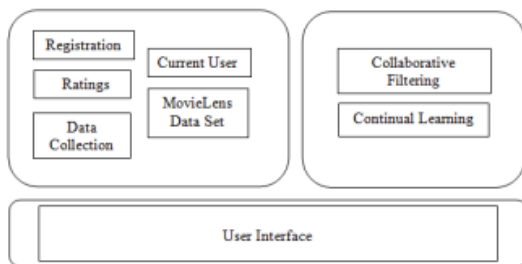 Registration
Ratings
Data
Collection
Current User
MovieLens
Data Set
Collaborative
Filtering
Continual Learning
User Interface